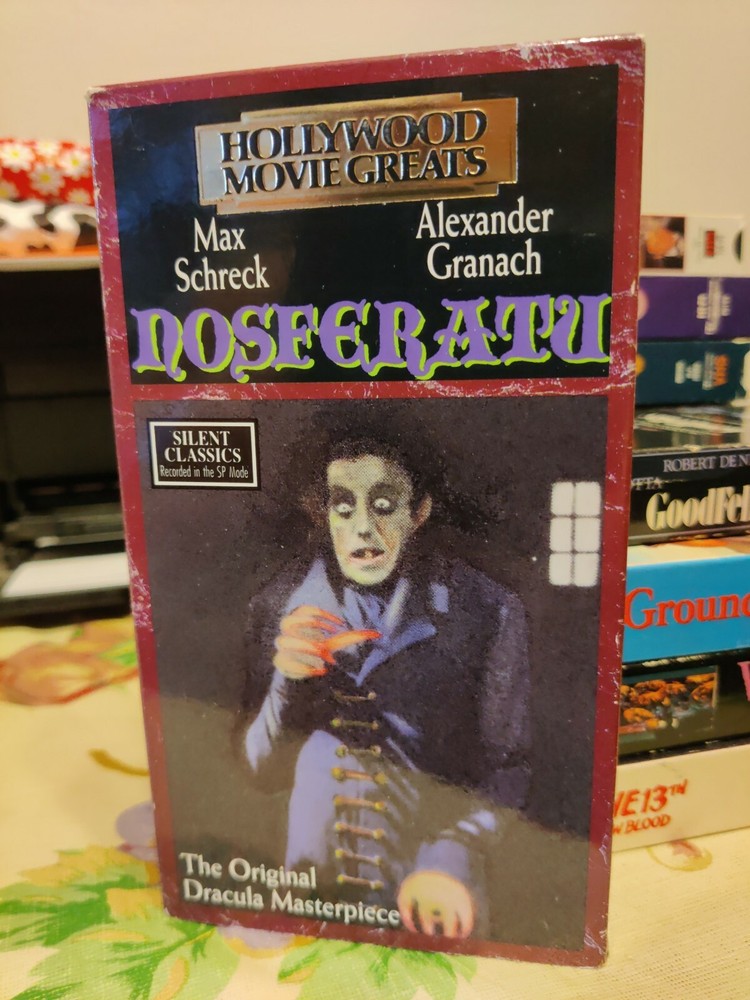 HOLLYWOOD
MOVIE GREATS
Max
Schreck
Alexander
Granach
NOSFERATU
SILENT
CLASSICS
Recorded in the SP Mode
The Original
Dracula Masterpiece
ROBERT DE N
GoodFel
Ground
13TH
BLOOD